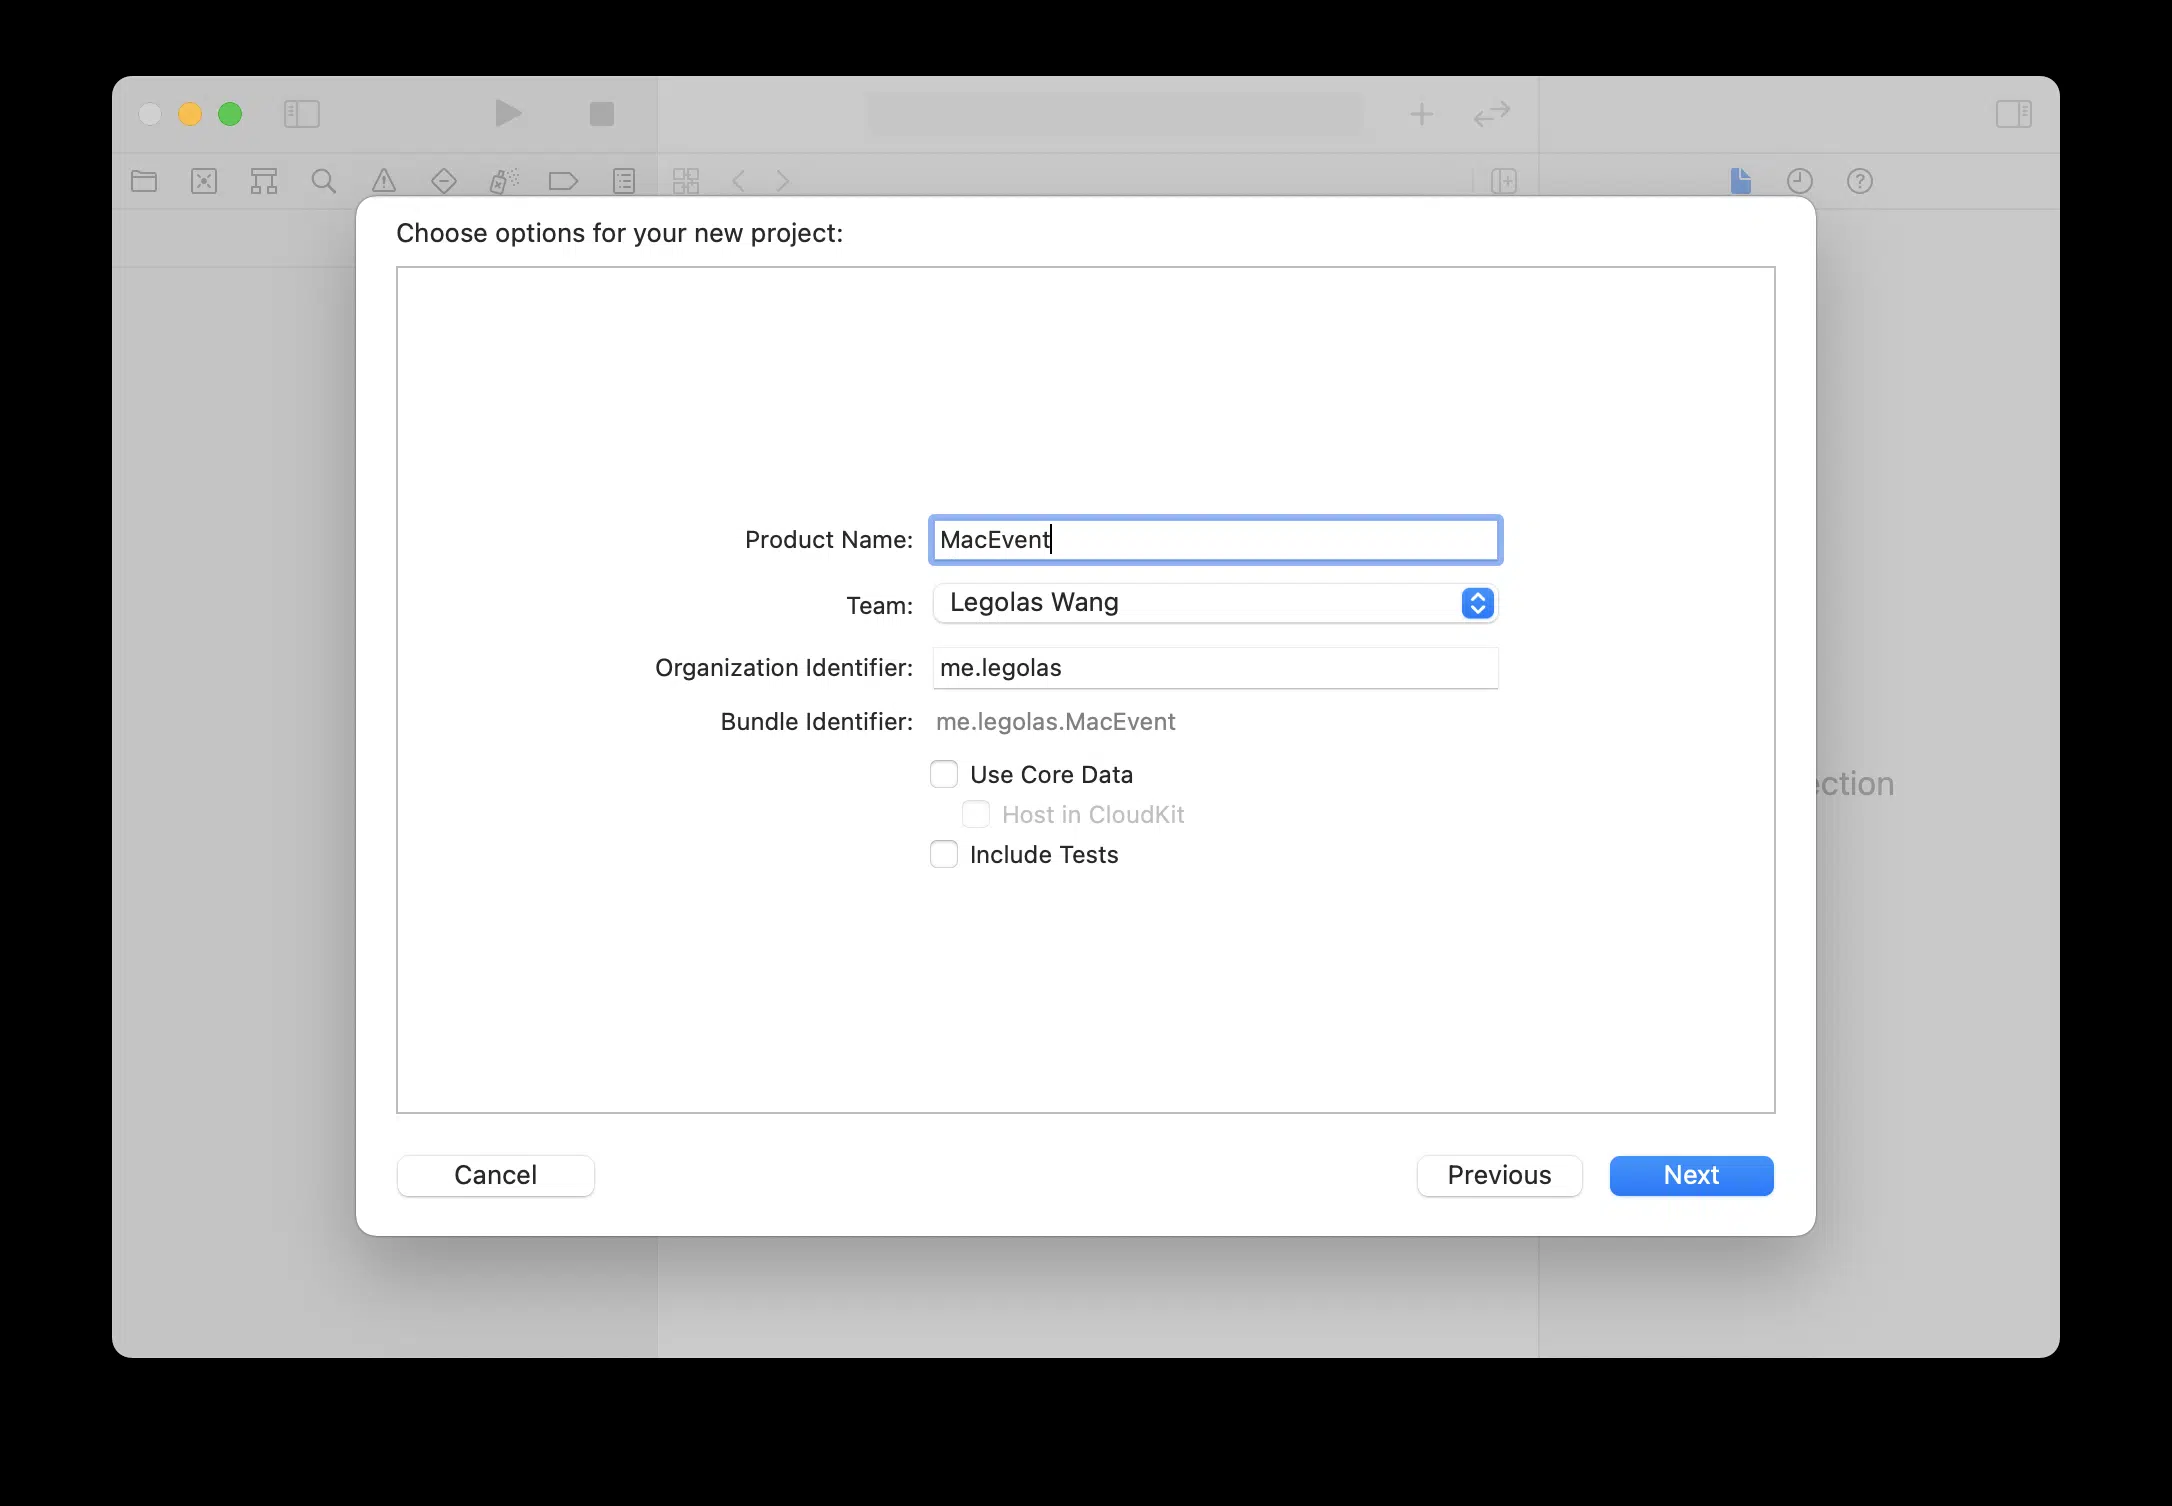 Choose options for your new project:
Product Name: MacEvent
Team: Legolas Wang
Organization Identifier: me.legolas
Bundle Identifier: me.legolas.MacEvent
Use Core Data
Host in CloudKit
Include Tests
ection
Cancel Previous Next